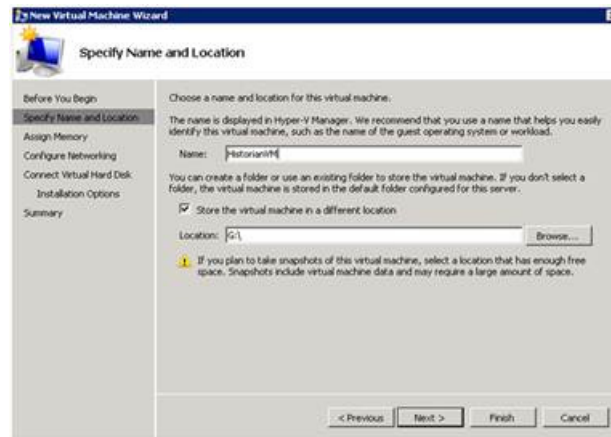 New Virtual Machine Wizard
Specify Name and Location
Before You Begin
Specify Name and Location
Assign Memory
Configure Networking
Connect Virtual Hard Disk
Installation Options
Summary
Choose a name and location for this virtual machine.
The name is displayed in Hyper-V Manager. We recommend that you use a name that helps you easily
identify this virtual machine, such as the name of the guest operating system or workload.
Name: HistorianVM
You can create a folder or use an existing folder to store the virtual machine. If you don't select a
folder, the virtual machine is stored in the default folder configured for this server.
Store the virtual machine in a different location
Location: G:\
Browse...
If you plan to take snapshots of this virtual machine, select a location that has enough free
space. Snapshots include virtual machine data and may require a large amount of space.
< Previous Next > Finish Cancel